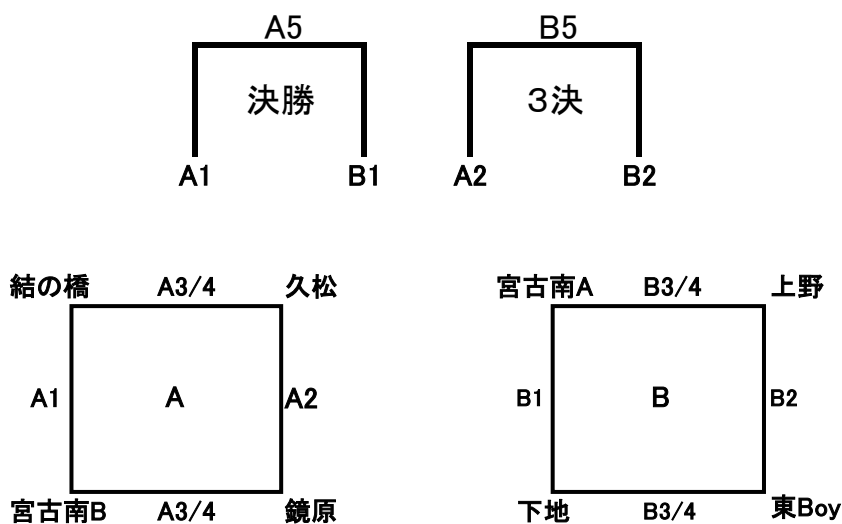 A5 B5
決勝 3決
A1 B1 A2 B2
結の橋 A3/4 久松 宮古南A B3/4 上野
A1 A A2 B1 B B2
宮古南B A3/4 鏡原 下地 B3/4 東Boy